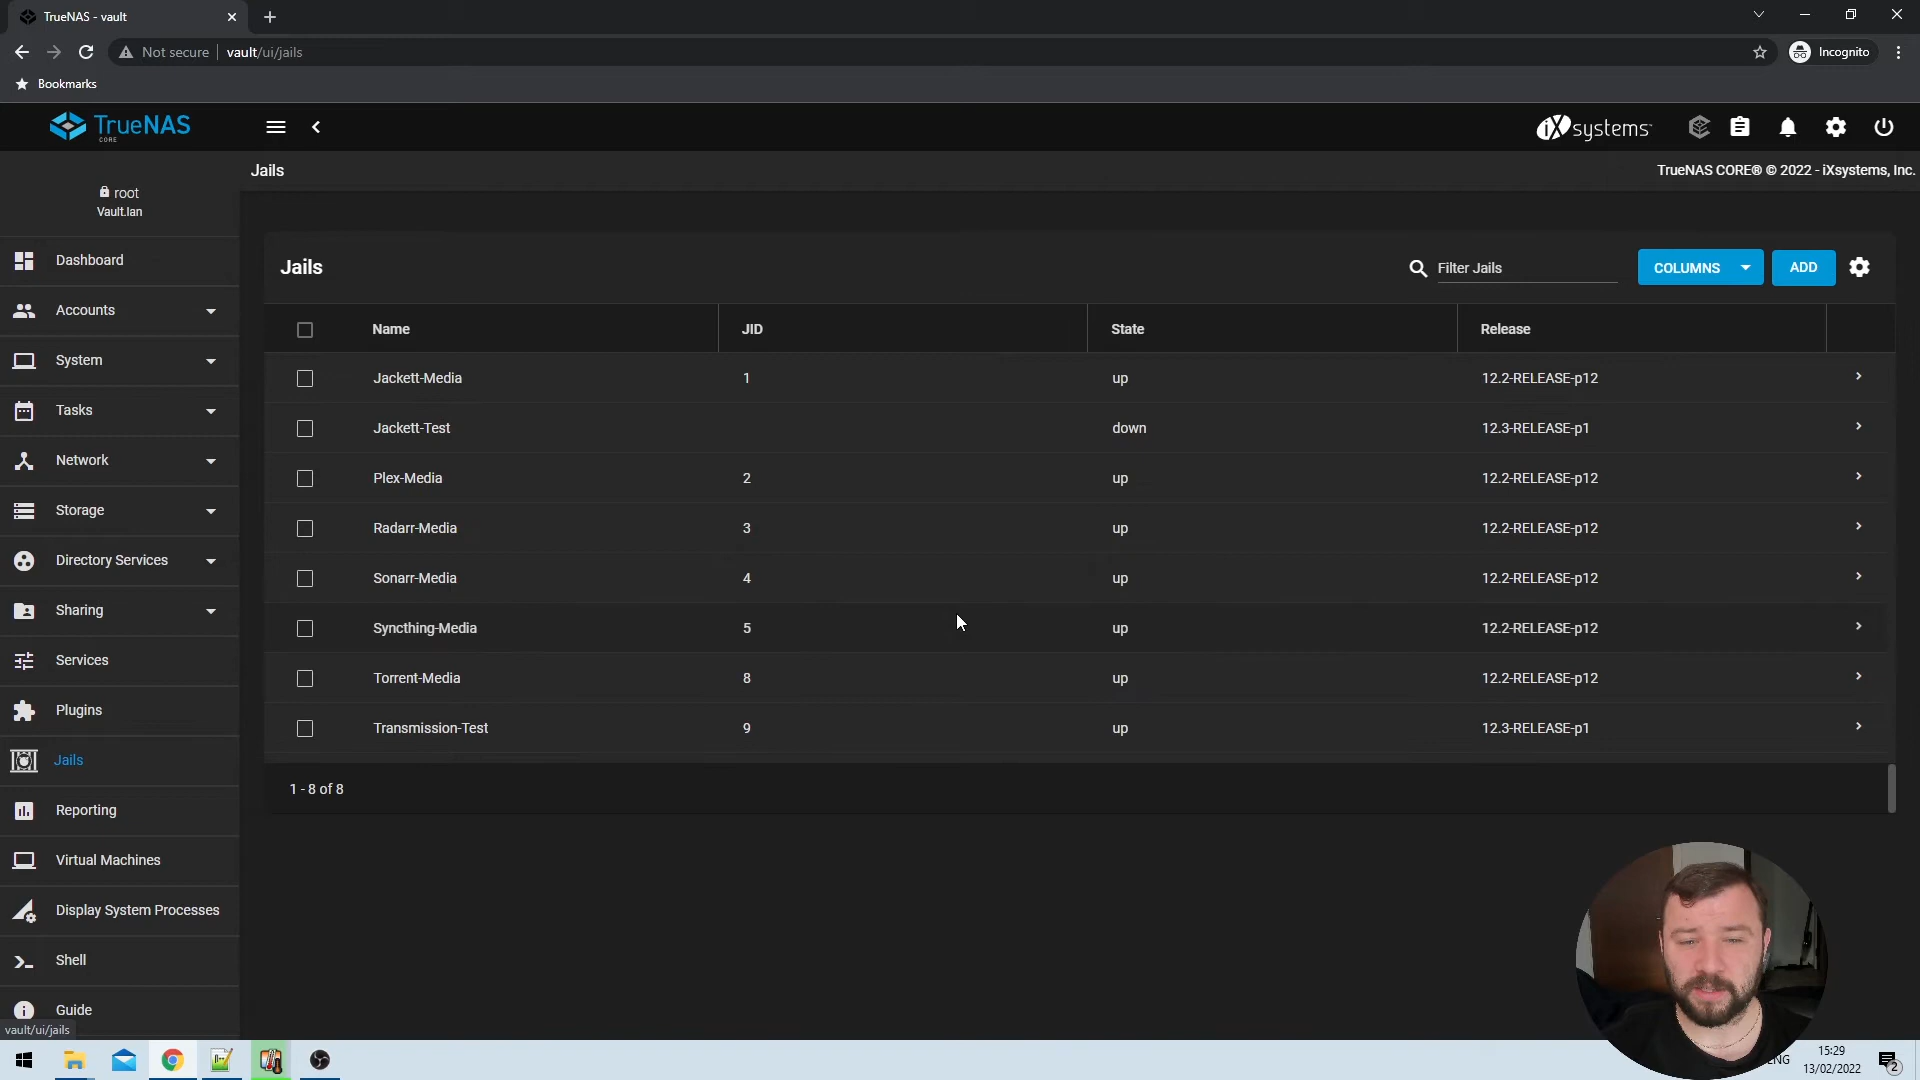 TrueNAS - vault
Not secure
vault/ui/jails
Incognito
Bookmarks
TrueNAS
CORE
iXsystems
Jails
TrueNAS CORE® © 2022 - iXsystems, Inc.
root
Vault.lan
Dashboard
Accounts
System
Tasks
Network
Storage
Directory Services
Sharing
Services
Plugins
Jails
Reporting
Virtual Machines
Display System Processes
Shell
Guide
vault/ui/jails
Jails
Filter Jails
COLUMNS
ADD
Name JID State Release
Jackett-Media 1 up 12.2-RELEASE-p12
Jackett-Test down 12.3-RELEASE-p1
Plex-Media 2 up 12.2-RELEASE-p12
Radarr-Media 3 up 12.2-RELEASE-p12
Sonarr-Media 4 up 12.2-RELEASE-p12
Syncthing-Media 5 up 12.2-RELEASE-p12
Torrent-Media 8 up 12.2-RELEASE-p12
Transmission-Test 9 up 12.3-RELEASE-p1
1 - 8 of 8
ENG
15:29
13/02/2022
2